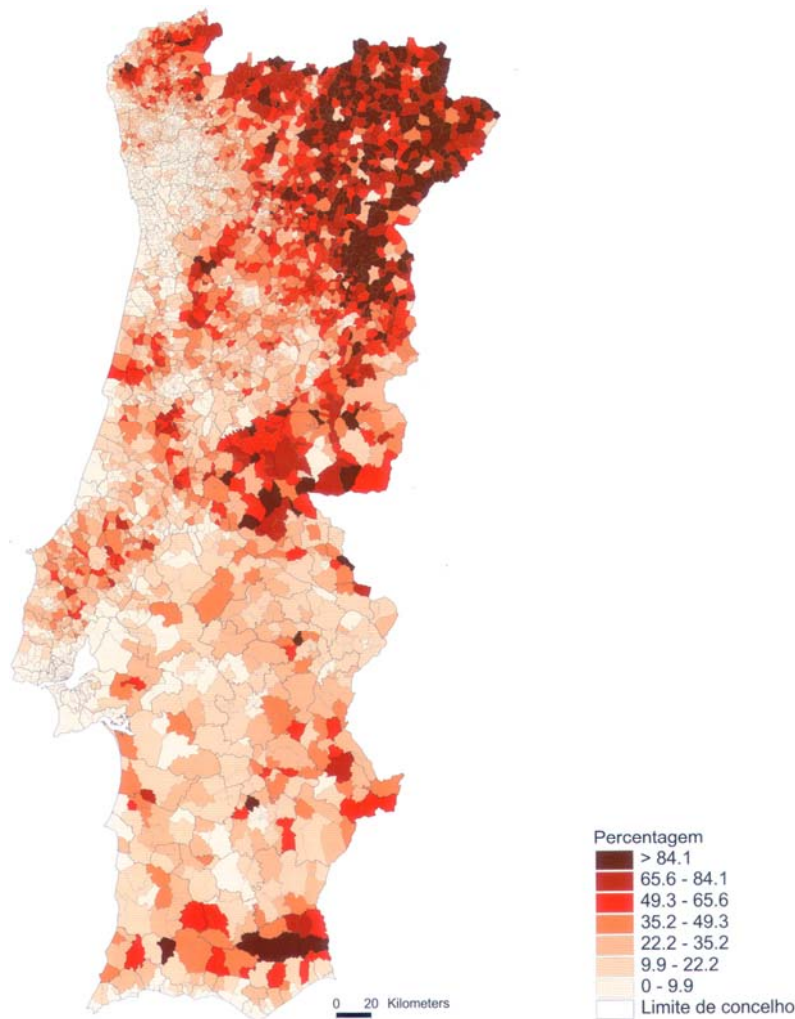 Percentagem
> 84.1
65.6 - 84.1
49.3 - 65.6
35.2 - 49.3
22.2 - 35.2
9.9 - 22.2
0 - 9.9
Limite de concelho
0 20 Kilometers